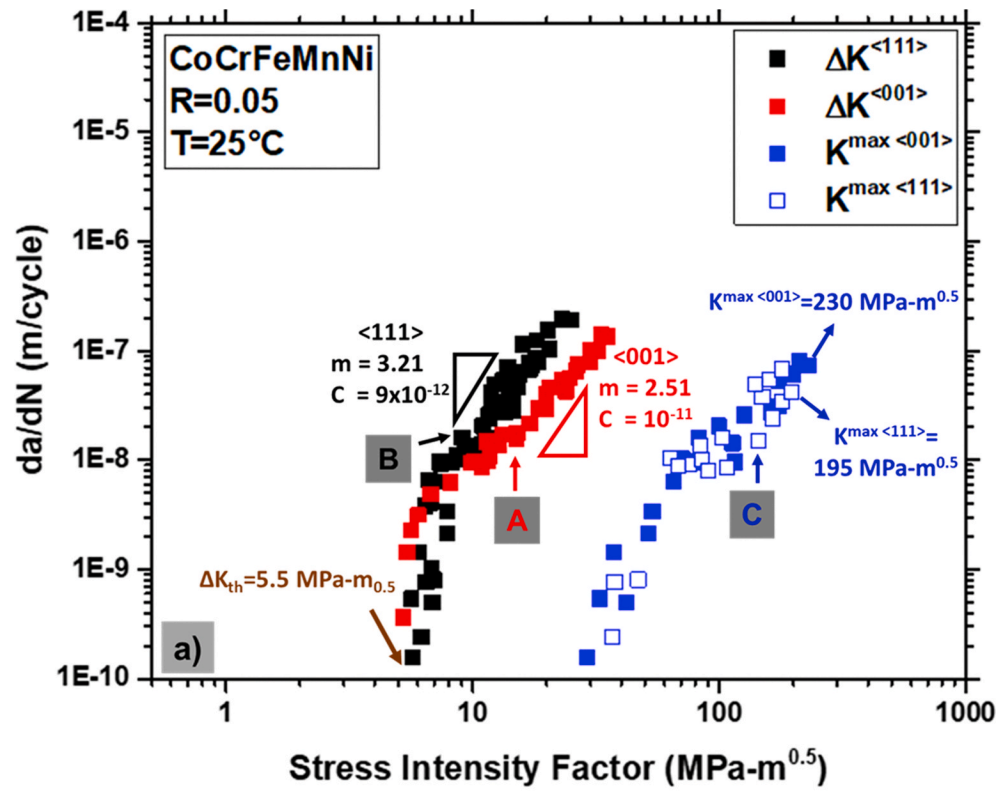 1E-4
1E-5
1E-6
1E-7
1E-8
1E-9
1E-10
da/dN (m/cycle)
CoCrFeMnNi
R=0.05
T=25°C
ΔK<111>
ΔK<001>
Kmax <001>
Kmax <111>
Kmax <001>=230 MPa-m0.5
<111>
m = 3.21
C = 9x10-12
<001>
m = 2.51
C = 10-11
B
A
C
Kmax <111>=
195 MPa-m0.5
ΔKth=5.5 MPa-m0.5
a)
1
10
100
1000
Stress Intensity Factor (MPa-m0.5)